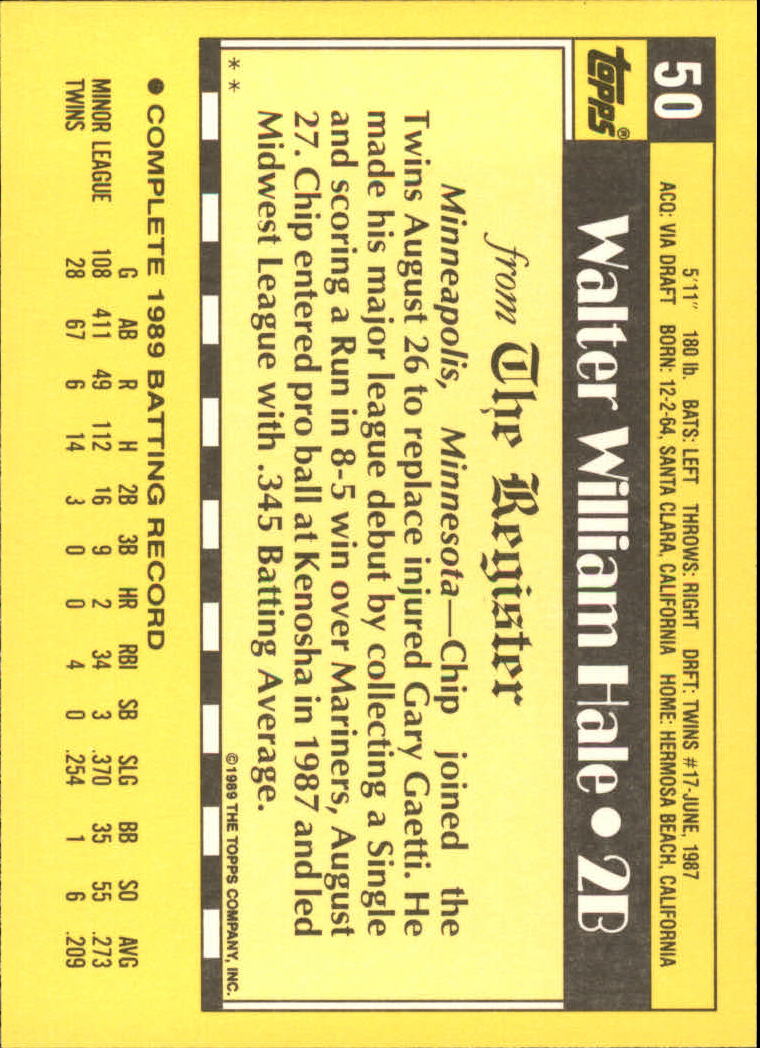 50
5'11" 180 lb. BATS: LEFT THROWS: RIGHT DRFT: TWINS #17-JUNE, 1987
ACQ: VIA DRAFT BORN: 12-2-64, SANTA CLARA, CALIFORNIA HOME: HERMOSA BEACH, CALIFORNIA
topps®
Walter William Hale • 2B
from The Register
Minneapolis, Minnesota—Chip joined the
Twins August 26 to replace injured Gary Gaetti. He
made his major league debut by collecting a Single
and scoring a Run in 8-5 win over Mariners, August
27. Chip entered pro ball at Kenosha in 1987 and led
Midwest League with .345 Batting Average.
** ©1989 THE TOPPS COMPANY, INC.
COMPLETE 1989 BATTING RECORD
G AB R H 2B 3B HR RBI SB SLG BB SO AVG
MINOR LEAGUE 108 411 49 112 16 9 2 34 3 .370 35 55 .273
TWINS 28 67 6 14 3 0 0 4 0 .254 1 6 .209